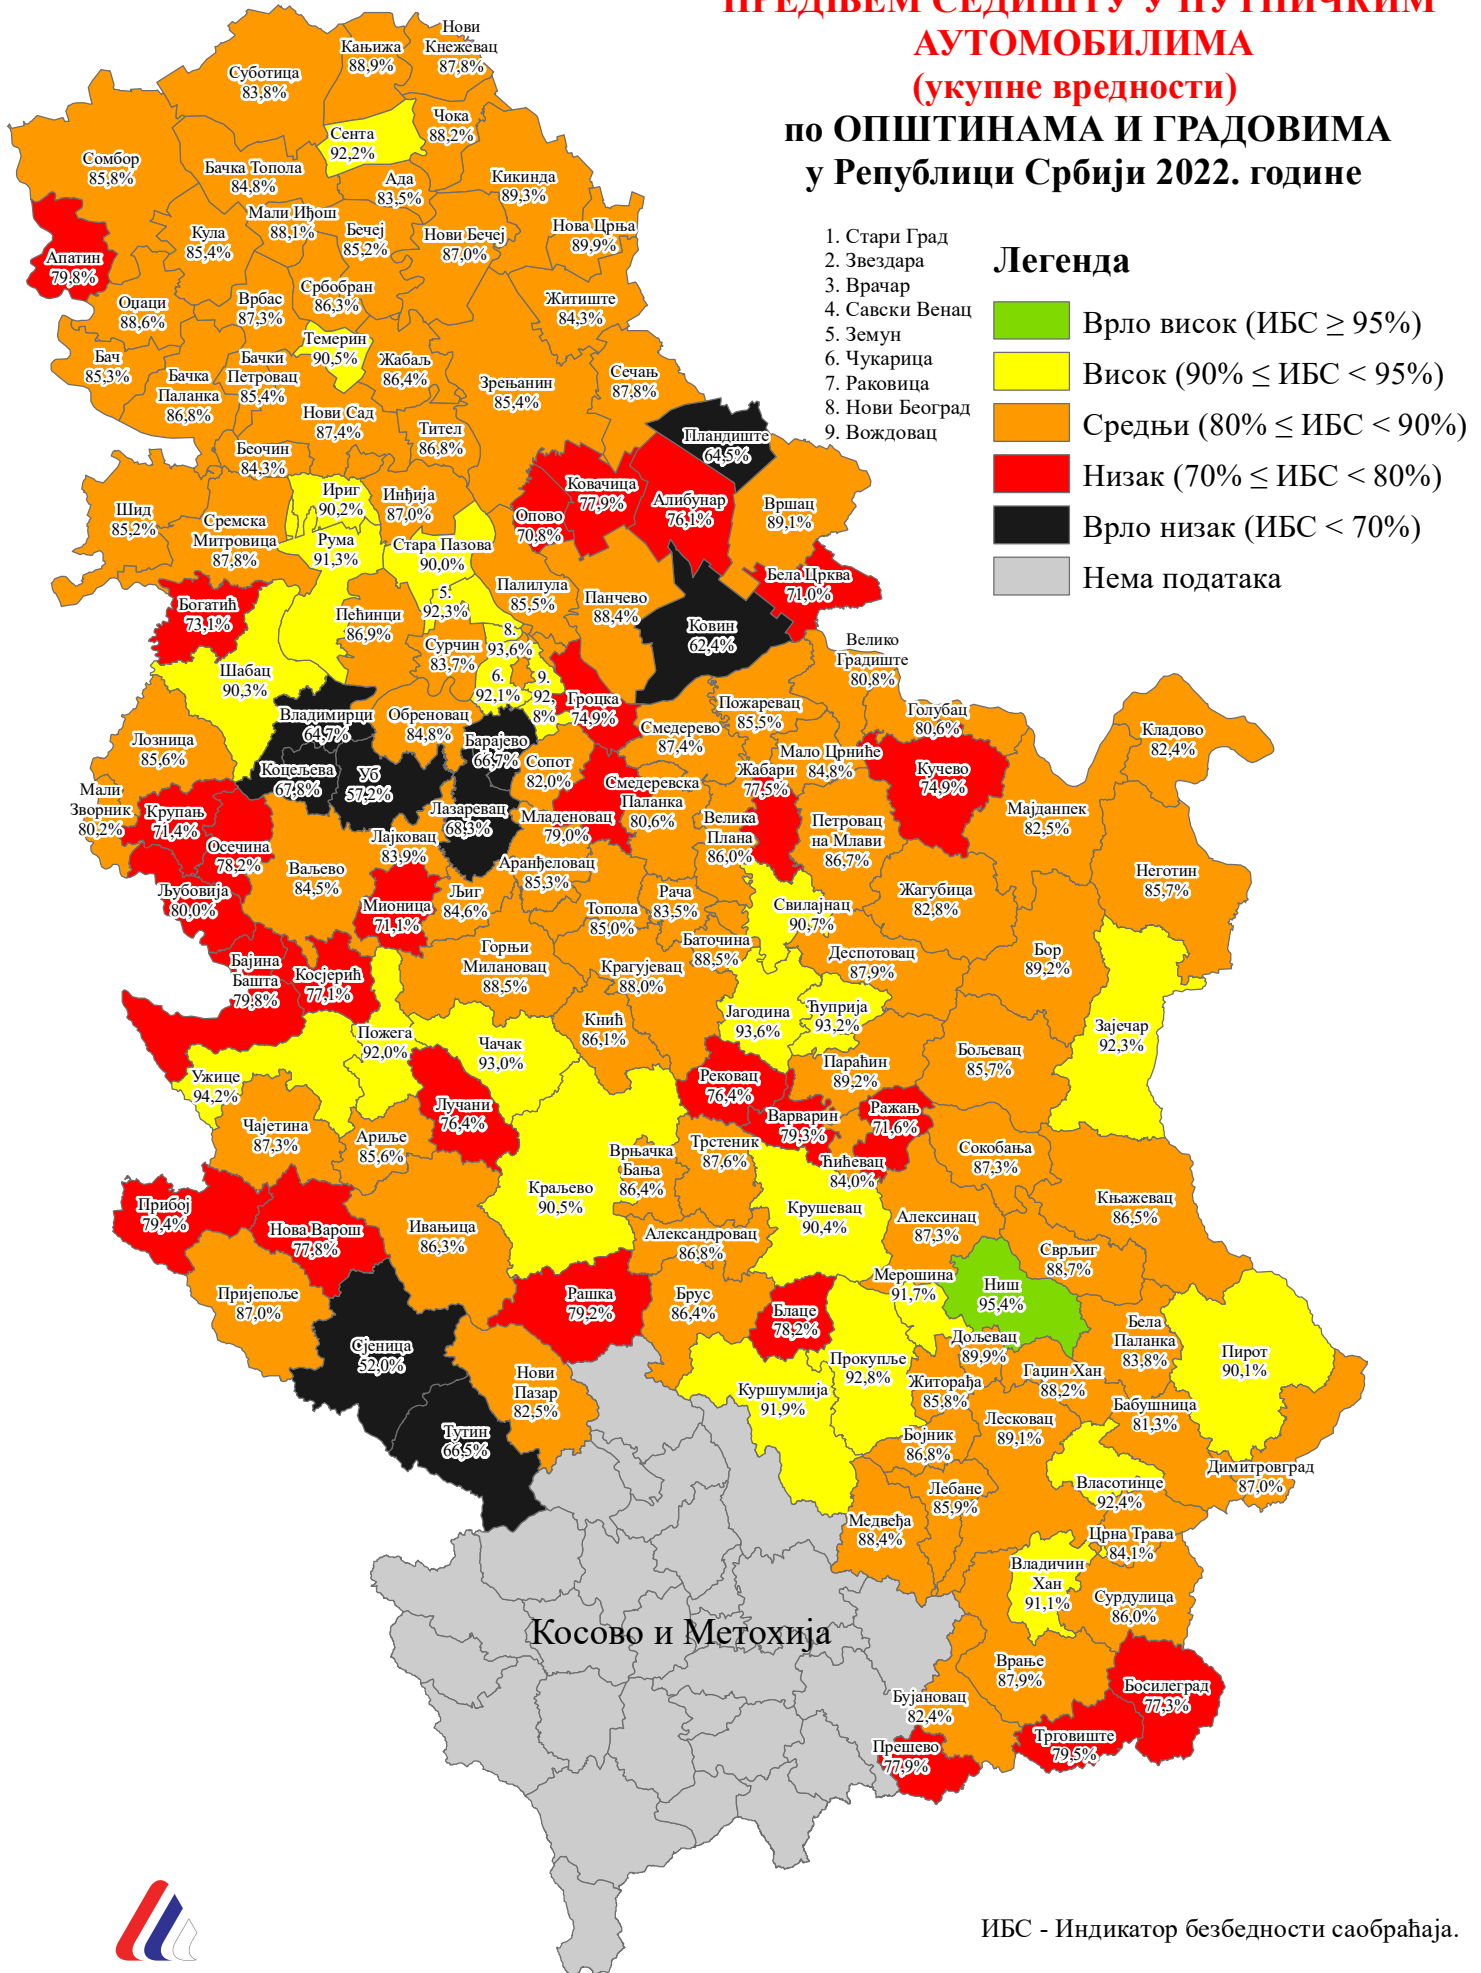 ПРЕДЊЕМ СЕДИШТУ У ПУТНИЧКИМ
АУТОМОБИЛИМА
(укупне вредности)
по ОПШТИНАМА И ГРАДОВИМА
у Републици Србији 2022. године
1. Стари Град
2. Звездара
3. Врачар
4. Савски Венац
5. Земун
6. Чукарица
7. Раковица
8. Нови Београд
9. Вождовац
Легенда
Врло висок (ИБС ≥ 95%)
Висок (90% ≤ ИБС < 95%)
Средњи (80% ≤ ИБС < 90%)
Низак (70% ≤ ИБС < 80%)
Врло низак (ИБС < 70%)
Нема података
Нови
Кнежевац
87,8%
Кањижа
88,9%
Суботица
83,8%
Чока
88,2%
Сента
92,2%
Сомбор
85,8%
Бачка Топола
84,8%
Ада
83,5%
Кикинда
89,3%
Мали Иђош
88,1%
Кула
85,4%
Бечеј
85,2%
Нови Бечеј
87,0%
Нова Црња
89,9%
Апатин
79,8%
Оџаци
88,6%
Врбас
87,3%
Србобран
86,3%
Житиште
84,3%
Темерин
90,5%
Бач
85,3%
Бачка
Паланка
86,8%
Бачки
Петровац
85,4%
Жабаљ
86,4%
Зрењанин
85,4%
Сечањ
87,8%
Нови Сад
87,4%
Тител
86,8%
Пландиште
64,5%
Беочин
84,3%
Ириг
90,2%
Инђија
87,0%
Ковачица
77,9%
Алибунар
76,1%
Вршац
89,1%
Шид
85,2%
Сремска
Митровица
87,8%
Опово
70,8%
Рума
91,3%
Стара Пазова
90,0%
Бела Црква
71,0%
Богатић
73,1%
Пећинци
86,9%
5.
92,3%
Палилула
85,5%
Панчево
88,4%
Ковин
62,4%
8.
93,6%
Сурчин
83,7%
Велико
Градиште
80,8%
Шабац
90,3%
6.
92,1%
9.
92,
8%
Гроцка
74,9%
Пожаревац
85,5%
Голубац
80,6%
Владимирци
64,7%
Обреновац
84,8%
Смедерево
87,4%
Кладово
82,4%
Лозница
85,6%
Барајево
66,7%
Сопот
82,0%
Мало Црниће
84,8%
Коцељева
67,8%
Уб
57,2%
Жабари
77,5%
Кучево
74,9%
Мали
Зворник
80,2%
Крупањ
71,4%
Лазаревац
68,3%
Младеновац
79,0%
Смедеревска
Паланка
80,6%
Велика
Плана
86,0%
Петровац
на Млави
86,7%
Мајданпек
82,5%
Осечина
78,2%
Лајковац
83,9%
Ваљево
84,5%
Аранђеловац
85,3%
Неготин
85,7%
Љубовија
80,0%
Мионица
71,1%
Љиг
84,6%
Топола
85,0%
Рача
83,5%
Свилајнац
90,7%
Жагубица
82,8%
Баточина
88,5%
Деспотовац
87,9%
Бор
89,2%
Бајина
Башта
79,8%
Косјерић
77,1%
Горњи
Милановац
88,5%
Крагујевац
88,0%
Јагодина
93,6%
Ћуприја
93,2%
Кнић
86,1%
Зајечар
92,3%
Пожега
92,0%
Чачак
93,0%
Ужице
94,2%
Параћин
89,2%
Бољевац
85,7%
Рековац
76,4%
Лучани
76,4%
Варварин
79,3%
Ражањ
71,6%
Чајетина
87,3%
Ариље
85,6%
Врњачка
Бања
86,4%
Трстеник
87,6%
Ћићевац
84,0%
Сокобања
87,3%
Прибој
79,4%
Краљево
90,5%
Крушевац
90,4%
Књажевац
86,5%
Нова Варош
77,8%
Ивањица
86,3%
Александровац
86,8%
Алексинац
87,3%
Сврљиг
88,7%
Мерошина
91,7%
Ниш
95,4%
Пријепоље
87,0%
Рашка
79,2%
Брус
86,4%
Блаце
78,2%
Бела
Паланка
83,8%
Сјеница
52,0%
Дољевац
89,9%
Пирот
90,1%
Прокупље
92,8%
Нови
Пазар
82,5%
Житорађа
85,8%
Гаџин Хан
88,2%
Куршумлија
91,9%
Бабушница
81,3%
Тутин
66,5%
Бојник
86,8%
Лесковац
89,1%
Димитровград
87,0%
Власотинце
92,4%
Лебане
85,9%
Медвеђа
88,4%
Црна Трава
84,1%
Владичин
Хан
91,1%
Сурдулица
86,0%
Косово и Метохија
Врање
87,9%
Босилеград
77,3%
Бујановац
82,4%
Трговиште
79,5%
Прешево
77,9%
ИБС - Индикатор безбедности саобраћаја.